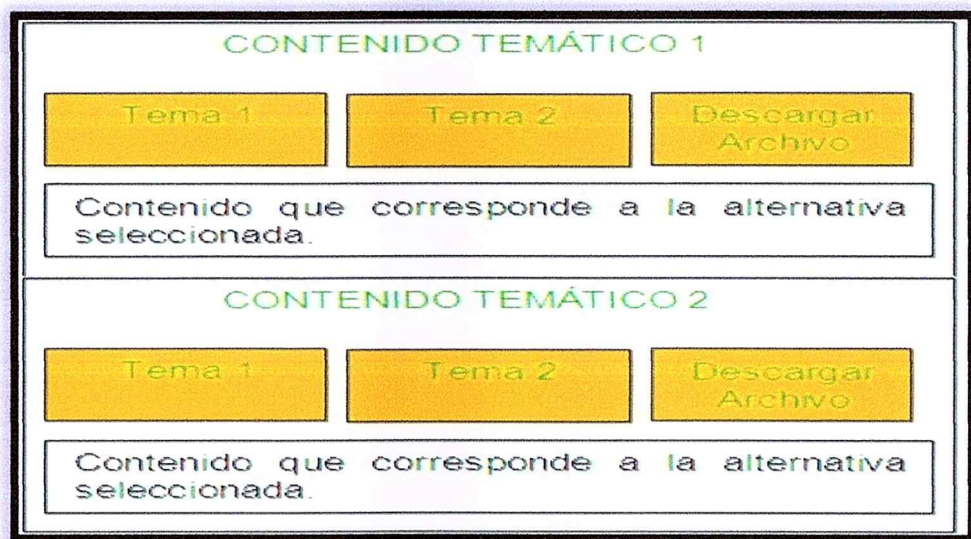 CONTENIDO TEMÁTICO 1
Tema 1
Tema 2
Descargar
Archivo
Contenido que corresponde a la alternativa
seleccionada.
CONTENIDO TEMÁTICO 2
Tema 1
Tema 2
Descargar
Archivo
Contenido que corresponde a la alternativa
seleccionada.